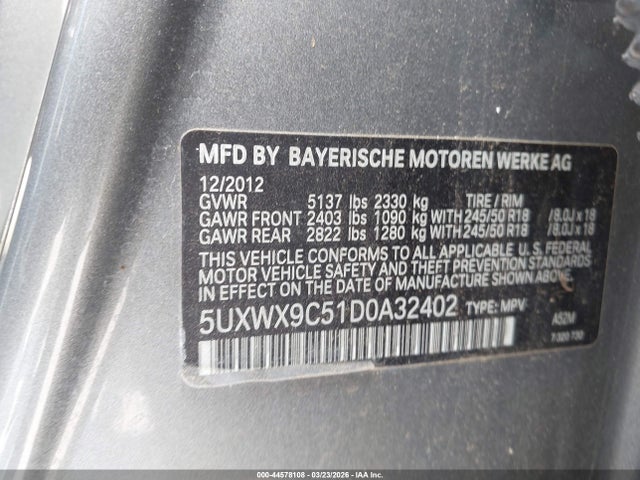 MFD BY BAYERISCHE MOTOREN WERKE AG
12/2012
GVWR 5137 lbs 2330 kg TIRE / RIM
GAWR FRONT 2403 lbs 1090 kg WITH 245/50 R18 /8.0J x 18
GAWR REAR 2822 lbs 1280 kg WITH 245/50 R18 /8.0J x 18
THIS VEHICLE CONFORMS TO ALL APPLICABLE U.S. FEDERAL
MOTOR VEHICLE SAFETY AND THEFT PREVENTION STANDARDS
IN EFFECT ON THE DATE OF MANUFACTURE SHOWN ABOVE.
5UXWX9C51D0A32402 TYPE: MPV
A52M
000-44578108 - 03/23/2026 - IAA Inc.